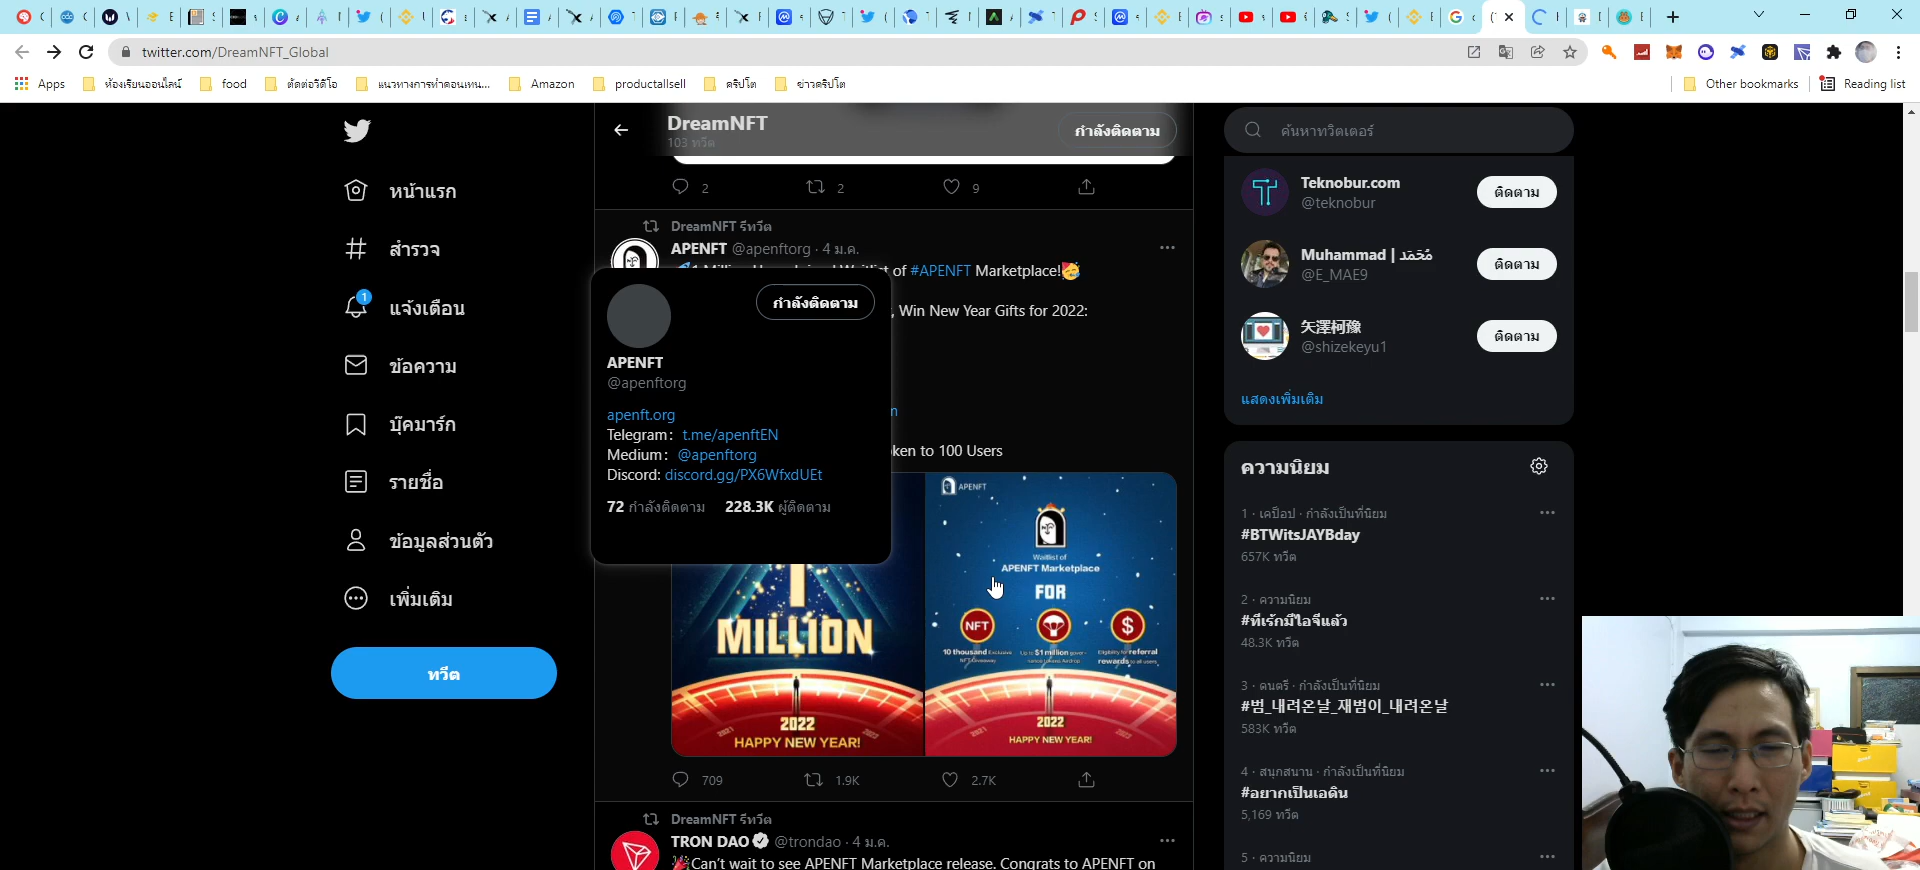 twitter.com/DreamNFT_Global
Apps
ห้องเรียนออนไลน์
food
ตัดต่อวิดีโอ
แนวทางการทำคอนเทน...
Amazon
productallsell
คริปโต
ข่าวคริปโต
Other bookmarks
Reading list
หน้าแรก
สำรวจ
1
แจ้งเตือน
ข้อความ
บุ๊คมาร์ก
รายชื่อ
ข้อมูลส่วนตัว
เพิ่มเติม
ทวีต
DreamNFT
103 ทวีต
กำลังติดตาม
2
2
9
DreamNFT รีทวีต
APENFT @apenftorg · 4 ม.ค.
of #APENFT Marketplace!
, Win New Year Gifts for 2022:
to 100 Users
กำลังติดตาม
APENFT
@apenftorg
apenft.org
Telegram: t.me/apenftEN
Medium: @apenftorg
Discord: discord.gg/PX6WfxdUEt
72 กำลังติดตาม 228.3K ผู้ติดตาม
MILLION
2022
HAPPY NEW YEAR!
APENFT
Waitlist of
APENFT Marketplace
FOR
NFT
$
10 thousand Exclusive
NFT Giveaway
Up to $1 million gover-
nance tokens Airdrop
Eligibility for referral
rewards to all users
2022
HAPPY NEW YEAR!
709
1.9K
2.7K
DreamNFT รีทวีต
TRON DAO @trondao · 4 ม.ค.
Can't wait to see APENFT Marketplace release. Congrats to APENFT on
ค้นหาทวิตเตอร์
Teknobur.com
@teknobur
ติดตาม
Muhammad | مُحَمَد
@E_MAE9
ติดตาม
矢澤柯豫
@shizekeyu1
ติดตาม
แสดงเพิ่มเติม
ความนิยม
1 · เคป็อป · กำลังเป็นที่นิยม
#BTWitsJAYBday
657K ทวีต
2 · ความนิยม
#ที่เร้กมีไอจีแล้ว
48.3K ทวีต
3 · ดนตรี · กำลังเป็นที่นิยม
#범_내려온날_재범이_내려온날
583K ทวีต
4 · สนุกสนาน · กำลังเป็นที่นิยม
#อยากเป็นเอดิน
5,169 ทวีต
5 · ความนิยม